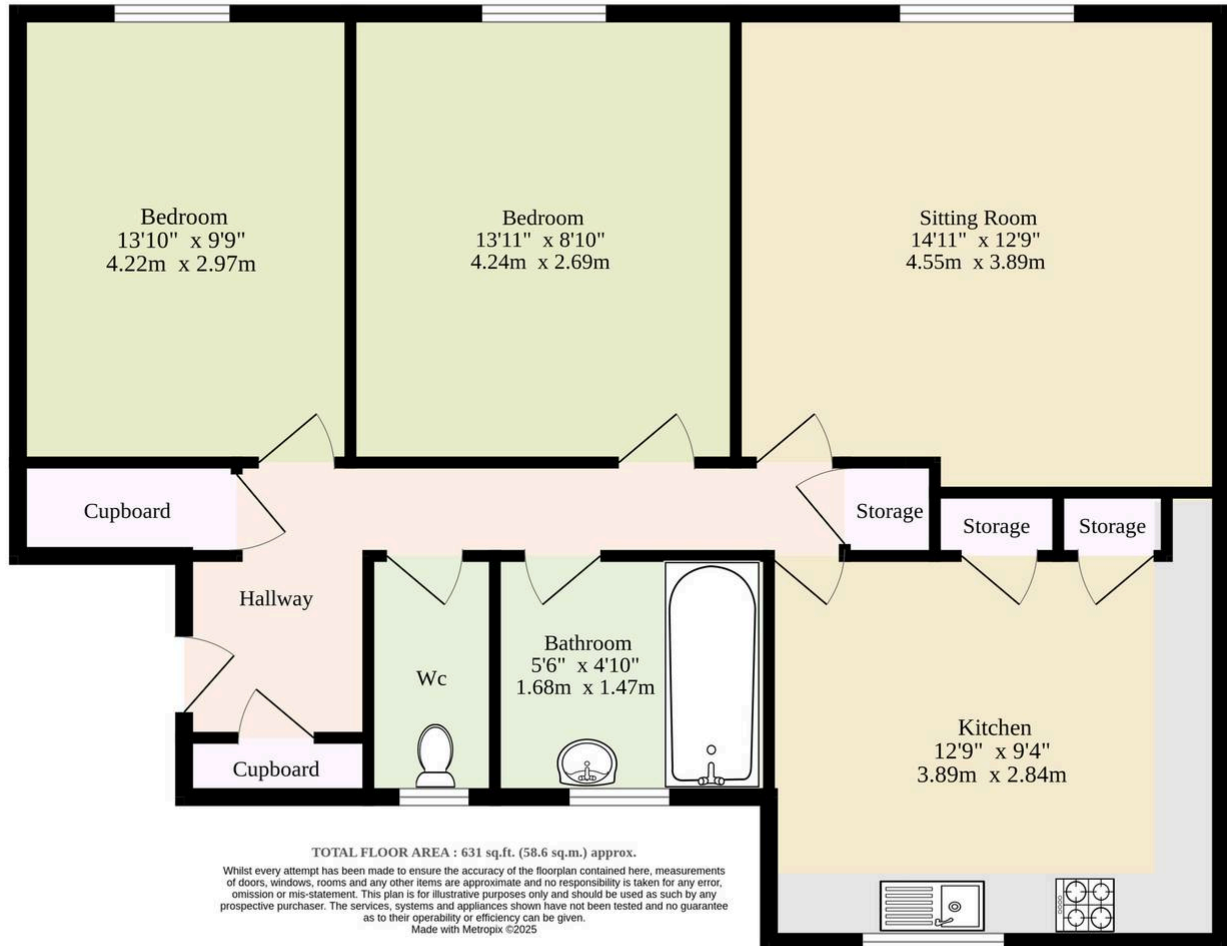 Bedroom
13'10" x 9'9"
4.22m x 2.97m
Bedroom
13'11" x 8'10"
4.24m x 2.69m
Sitting Room
14'11" x 12'9"
4.55m x 3.89m
Cupboard
Storage
Storage
Storage
Hallway
Wc
Bathroom
5'6" x 4'10"
1.68m x 1.47m
Kitchen
12'9" x 9'4"
3.89m x 2.84m
Cupboard
TOTAL FLOOR AREA : 631 sq.ft. (58.6 sq.m.) approx.
Whilst every attempt has been made to ensure the accuracy of the floorplan contained here, measurements
of doors, windows, rooms and any other items are approximate and no responsibility is taken for any error,
omission or mis-statement. This plan is for illustrative purposes only and should be used as such by any
prospective purchaser. The services, systems and appliances shown have not been tested and no guarantee
as to their operability or efficiency can be given.
Made with Metropix ©2025